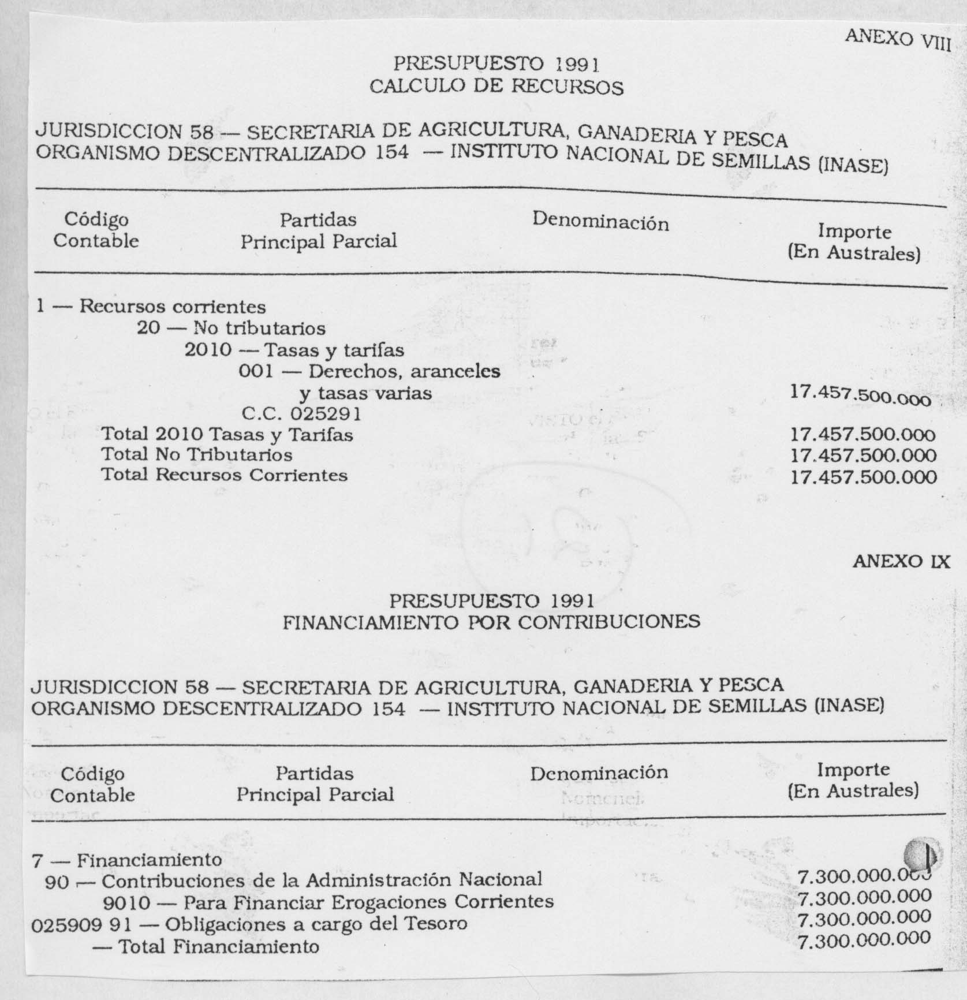 ANEXO VIII
PRESUPUESTO 1991
CALCULO DE RECURSOS
JURISDICCION 58 — SECRETARIA DE AGRICULTURA, GANADERIA Y PESCA
ORGANISMO DESCENTRALIZADO 154 — INSTITUTO NACIONAL DE SEMILLAS (INASE)
Código Partidas Denominación Importe
Contable Principal Parcial (En Australes)
1 — Recursos corrientes
20 — No tributarios
2010 — Tasas y tarifas
001 — Derechos, aranceles
y tasas varias 17.457.500.000
C.C. 025291
Total 2010 Tasas y Tarifas 17.457.500.000
Total No Tributarios 17.457.500.000
Total Recursos Corrientes 17.457.500.000
ANEXO IX
PRESUPUESTO 1991
FINANCIAMIENTO POR CONTRIBUCIONES
JURISDICCION 58 — SECRETARIA DE AGRICULTURA, GANADERIA Y PESCA
ORGANISMO DESCENTRALIZADO 154 — INSTITUTO NACIONAL DE SEMILLAS (INASE)
Código Partidas Denominación Importe
Contable Principal Parcial (En Australes)
7 — Financiamiento
90 — Contribuciones de la Administración Nacional 7.300.000.000
9010 — Para Financiar Erogaciones Corrientes 7.300.000.000
025909 91 — Obligaciones a cargo del Tesoro 7.300.000.000
— Total Financiamiento 7.300.000.000